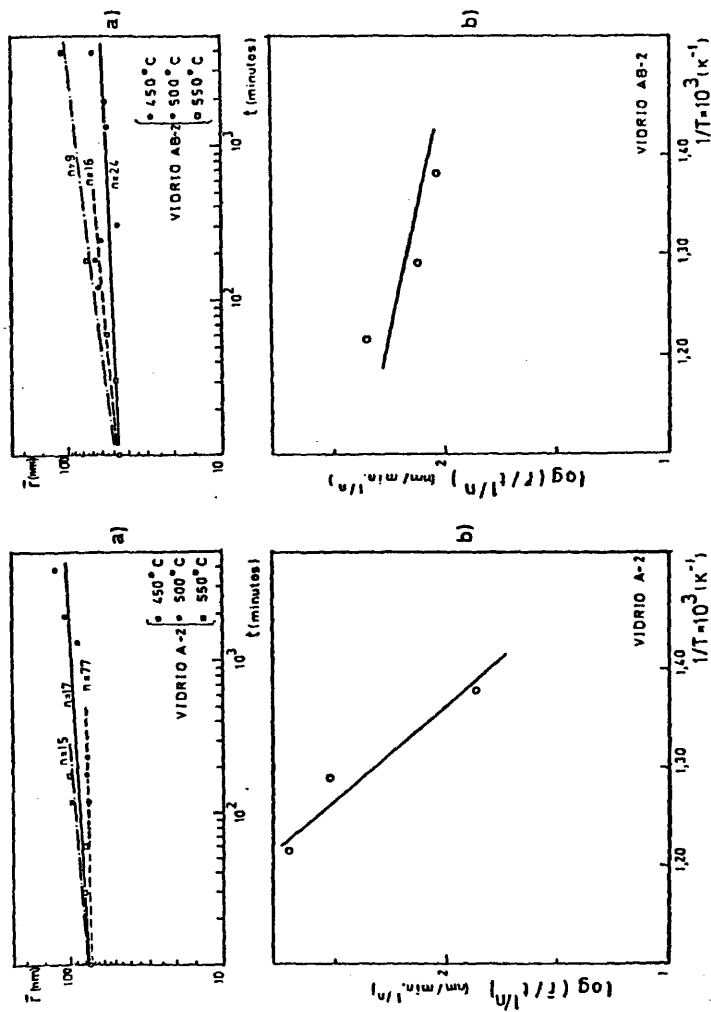 a)
r̄ (nm)
100
10
n=9
n=16
n=24
VIDRIO AB-2
• 450°C
• 500°C
▫ 550°C
10²
10³
t (minutos)
b)
log (r̄ / t^1/n) (nm/min.^1/n)
2
1
VIDRIO AB-2
1,20
1,30
1,40
1/T=10³ (K⁻¹)
a)
r̄ (nm)
100
10
n=15
n=17
n=77
VIDRIO A-2
• 450°C
• 500°C
▫ 550°C
10²
10³
t (minutos)
b)
log (r̄ / t^1/n) (nm/min.^1/n)
2
1
VIDRIO A-2
1,20
1,30
1,40
1/T=10³ (K⁻¹)